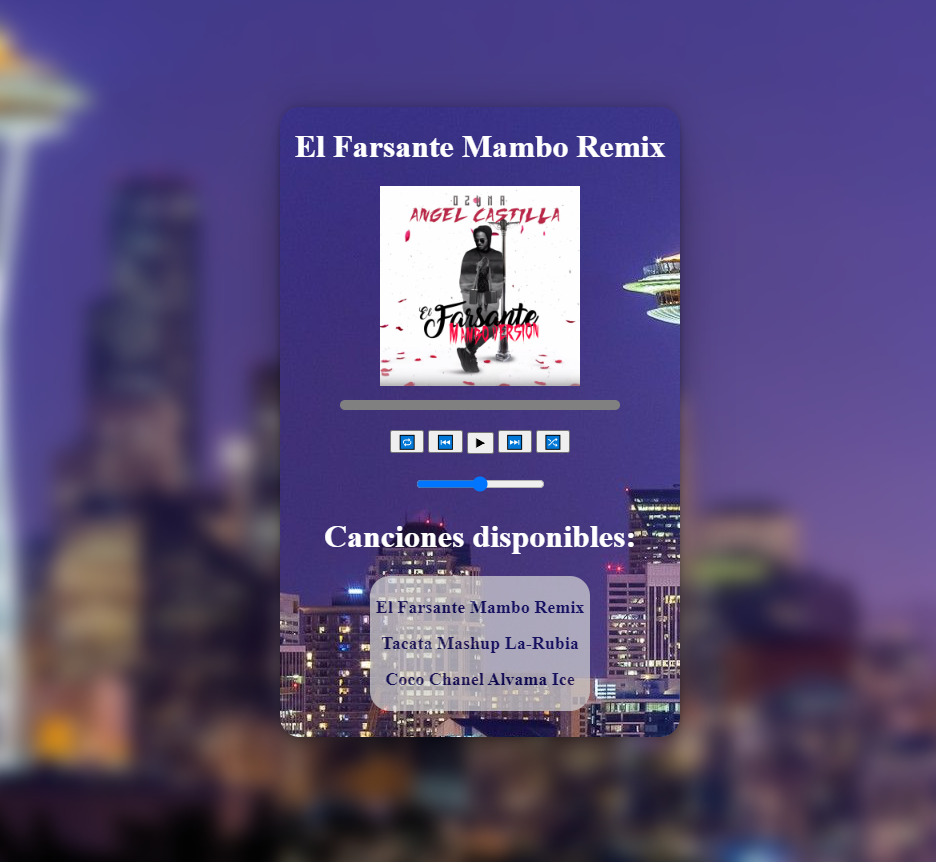 El Farsante Mambo Remix
OZUNA
ANGEL CASTILLA
El Farsante
MAMBO VERSION
Canciones disponibles:
El Farsante Mambo Remix
Tacata Mashup La-Rubia
Coco Chanel Alvama Ice